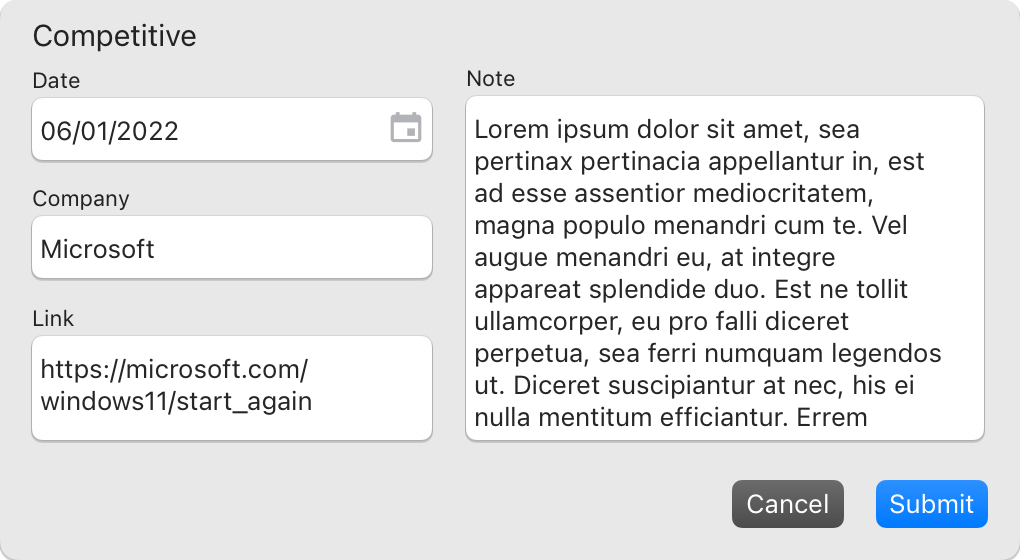 Competitive
Date
06/01/2022
Company
Microsoft
Link
https://microsoft.com/
windows11/start_again
Note
Lorem ipsum dolor sit amet, sea
pertinax pertinacia appellantur in, est
ad esse assentior mediocritatem,
magna populo menandri cum te. Vel
augue menandri eu, at integre
appareat splendide duo. Est ne tollit
ullamcorper, eu pro falli diceret
perpetua, sea ferri numquam legendos
ut. Diceret suscipiantur at nec, his ei
nulla mentitum efficiantur. Errem
Cancel
Submit